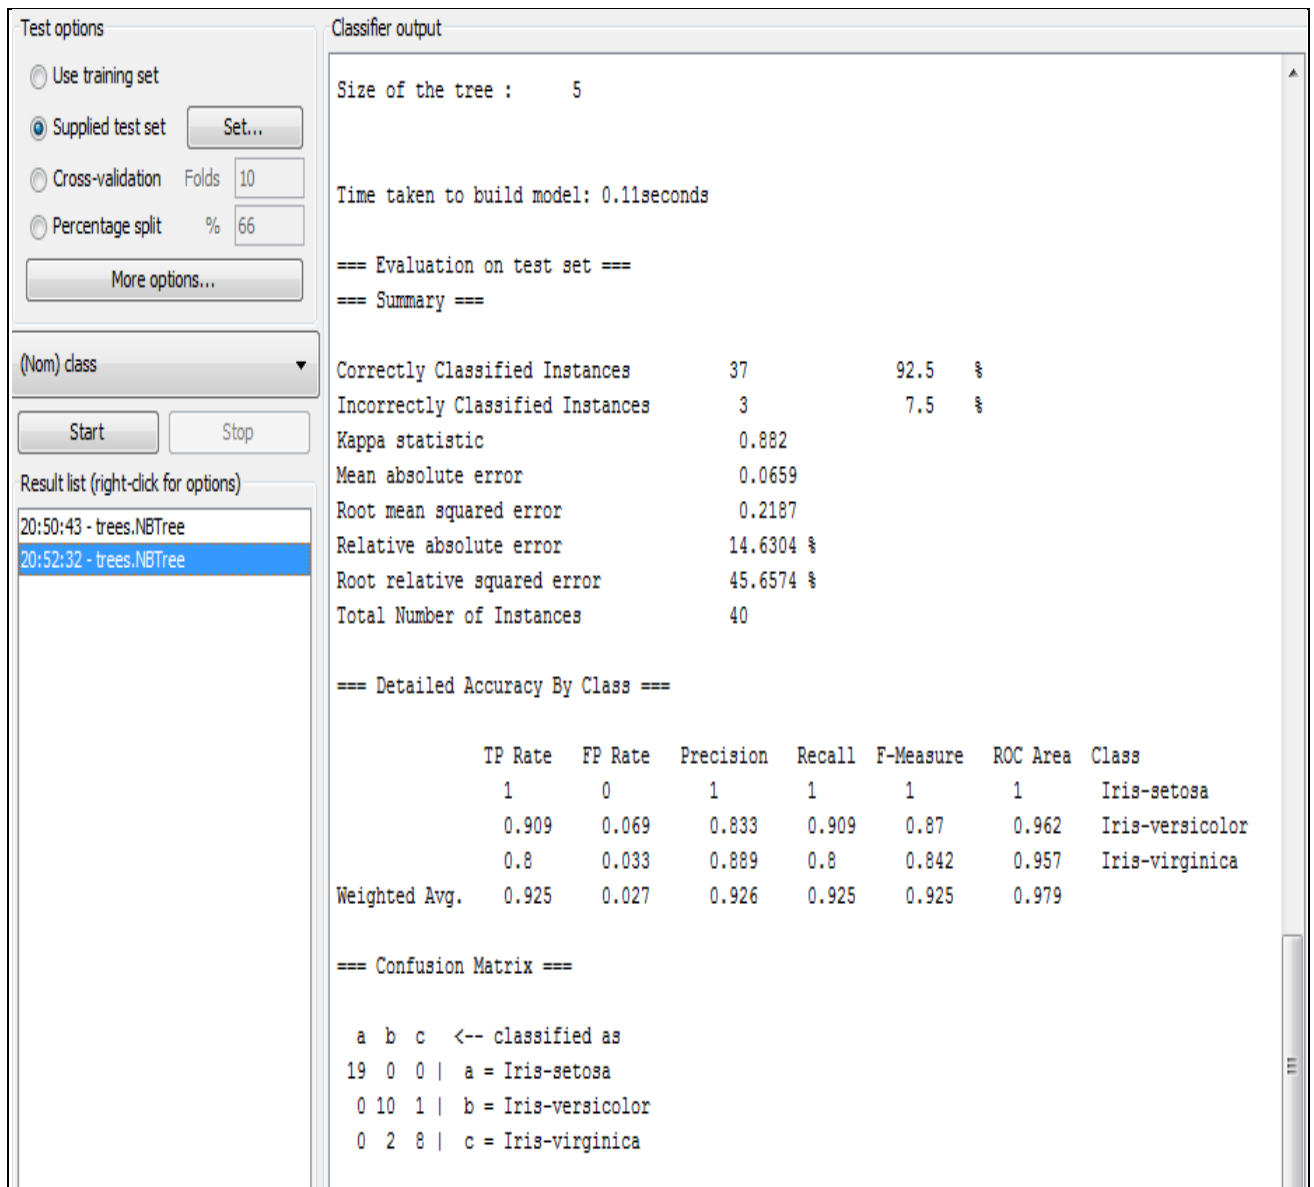 Test options
Use training set
Supplied test set Set...
Cross-validation Folds 10
Percentage split % 66
More options...
(Nom) class
Start Stop
Result list (right-click for options)
20:50:43 - trees.NBTree
20:52:32 - trees.NBTree
Classifier output
Size of the tree : 5
Time taken to build model: 0.11seconds
=== Evaluation on test set ===
=== Summary ===
Correctly Classified Instances 37 92.5 %
Incorrectly Classified Instances 3 7.5 %
Kappa statistic 0.882
Mean absolute error 0.0659
Root mean squared error 0.2187
Relative absolute error 14.6304 %
Root relative squared error 45.6574 %
Total Number of Instances 40
=== Detailed Accuracy By Class ===
TP Rate FP Rate Precision Recall F-Measure ROC Area Class
1 0 1 1 1 1 Iris-setosa
0.909 0.069 0.833 0.909 0.87 0.962 Iris-versicolor
0.8 0.033 0.889 0.8 0.842 0.957 Iris-virginica
Weighted Avg. 0.925 0.027 0.926 0.925 0.925 0.979
=== Confusion Matrix ===
a b c <-- classified as
19 0 0 | a = Iris-setosa
0 10 1 | b = Iris-versicolor
0 2 8 | c = Iris-virginica